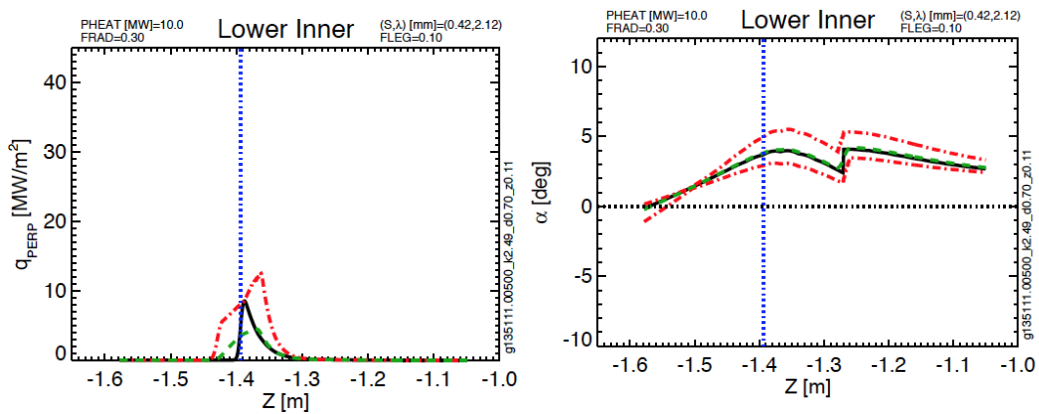 PHEAT [MW]=10.0
FRAD=0.30
Lower Inner
(S,λ) [mm]=(0.42,2.12)
FLEG=0.10
40
30
20
10
0
qPERP [MW/m²]
-1.6
-1.5
-1.4
-1.3
-1.2
-1.1
-1.0
Z [m]
g135111.00500_k2.49_d0.70_z0.11
PHEAT [MW]=10.0
FRAD=0.30
Lower Inner
(S,λ) [mm]=(0.42,2.12)
FLEG=0.10
10
5
0
-5
-10
α [deg]
-1.6
-1.5
-1.4
-1.3
-1.2
-1.1
-1.0
Z [m]
g135111.00500_k2.49_d0.70_z0.11